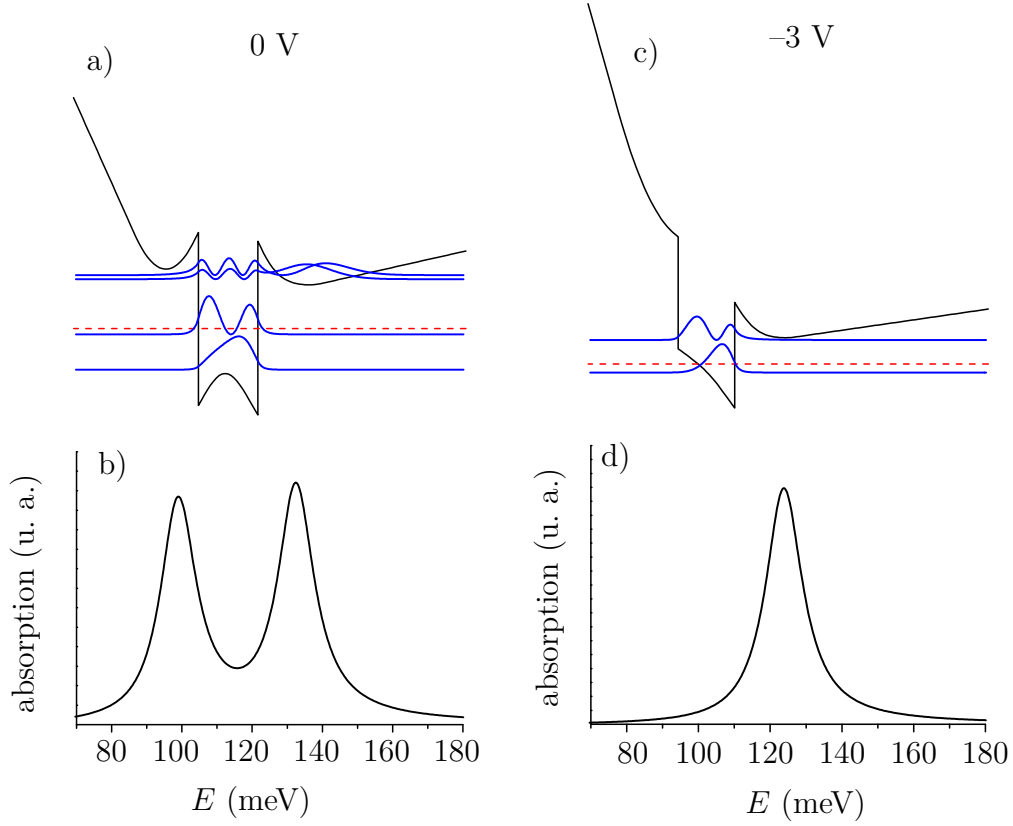 a)
0 V
c)
–3 V
b)
absorption (u. a.)
80 100 120 140 160 180
E (meV)
d)
absorption (u. a.)
80 100 120 140 160 180
E (meV)